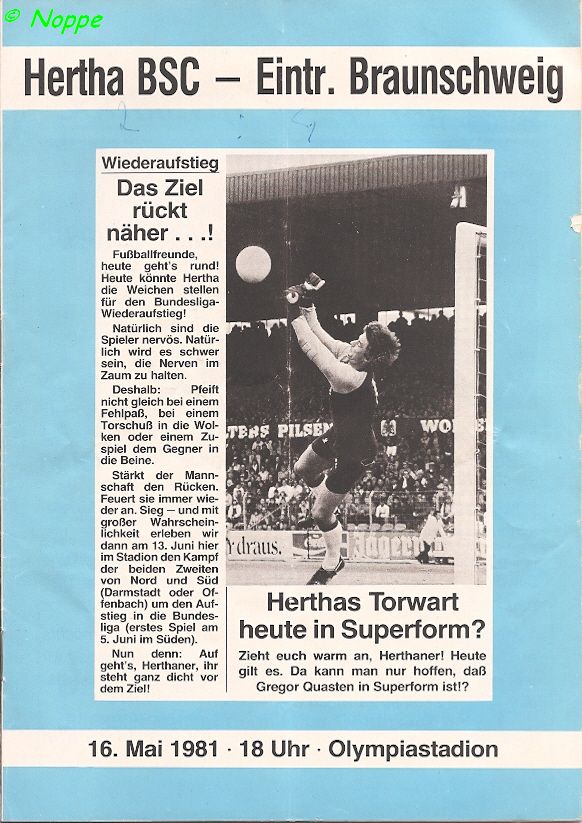 © Noppe
Hertha BSC – Eintr. Braunschweig
2 : 4
Wiederaufstieg
Das Ziel
rückt
näher . . .!
Fußballfreunde,
heute geht's rund!
Heute könnte Hertha
die Weichen stellen
für den Bundesliga-
Wiederaufstieg!
Natürlich sind die
Spieler nervös. Natür-
lich wird es schwer
sein, die Nerven im
Zaum zu halten.
Deshalb: Pfeift
nicht gleich bei einem
Fehlpaß, bei einem
Torschuß in die Wol-
ken oder einem Zu-
spiel dem Gegner in
die Beine.
Stärkt der Mann-
schaft den Rücken.
Feuert sie immer wie-
der an. Sieg – und mit
großer Wahrschein-
lichkeit erleben wir
dann am 13. Juni hier
im Stadion den Kampf
der beiden Zweiten
von Nord und Süd
(Darmstadt oder Of-
fenbach) um den Auf-
stieg in die Bundes-
liga (erstes Spiel am
5. Juni im Süden).
Nun denn: Auf
geht's, Herthaner, ihr
steht ganz dicht vor
dem Ziel!
TERS PILSEN
WO
r draus.
Jägerm
Herthas Torwart
heute in Superform?
Zieht euch warm an, Herthaner! Heute
gilt es. Da kann man nur hoffen, daß
Gregor Quasten in Superform ist!?
16. Mai 1981 · 18 Uhr · Olympiastadion